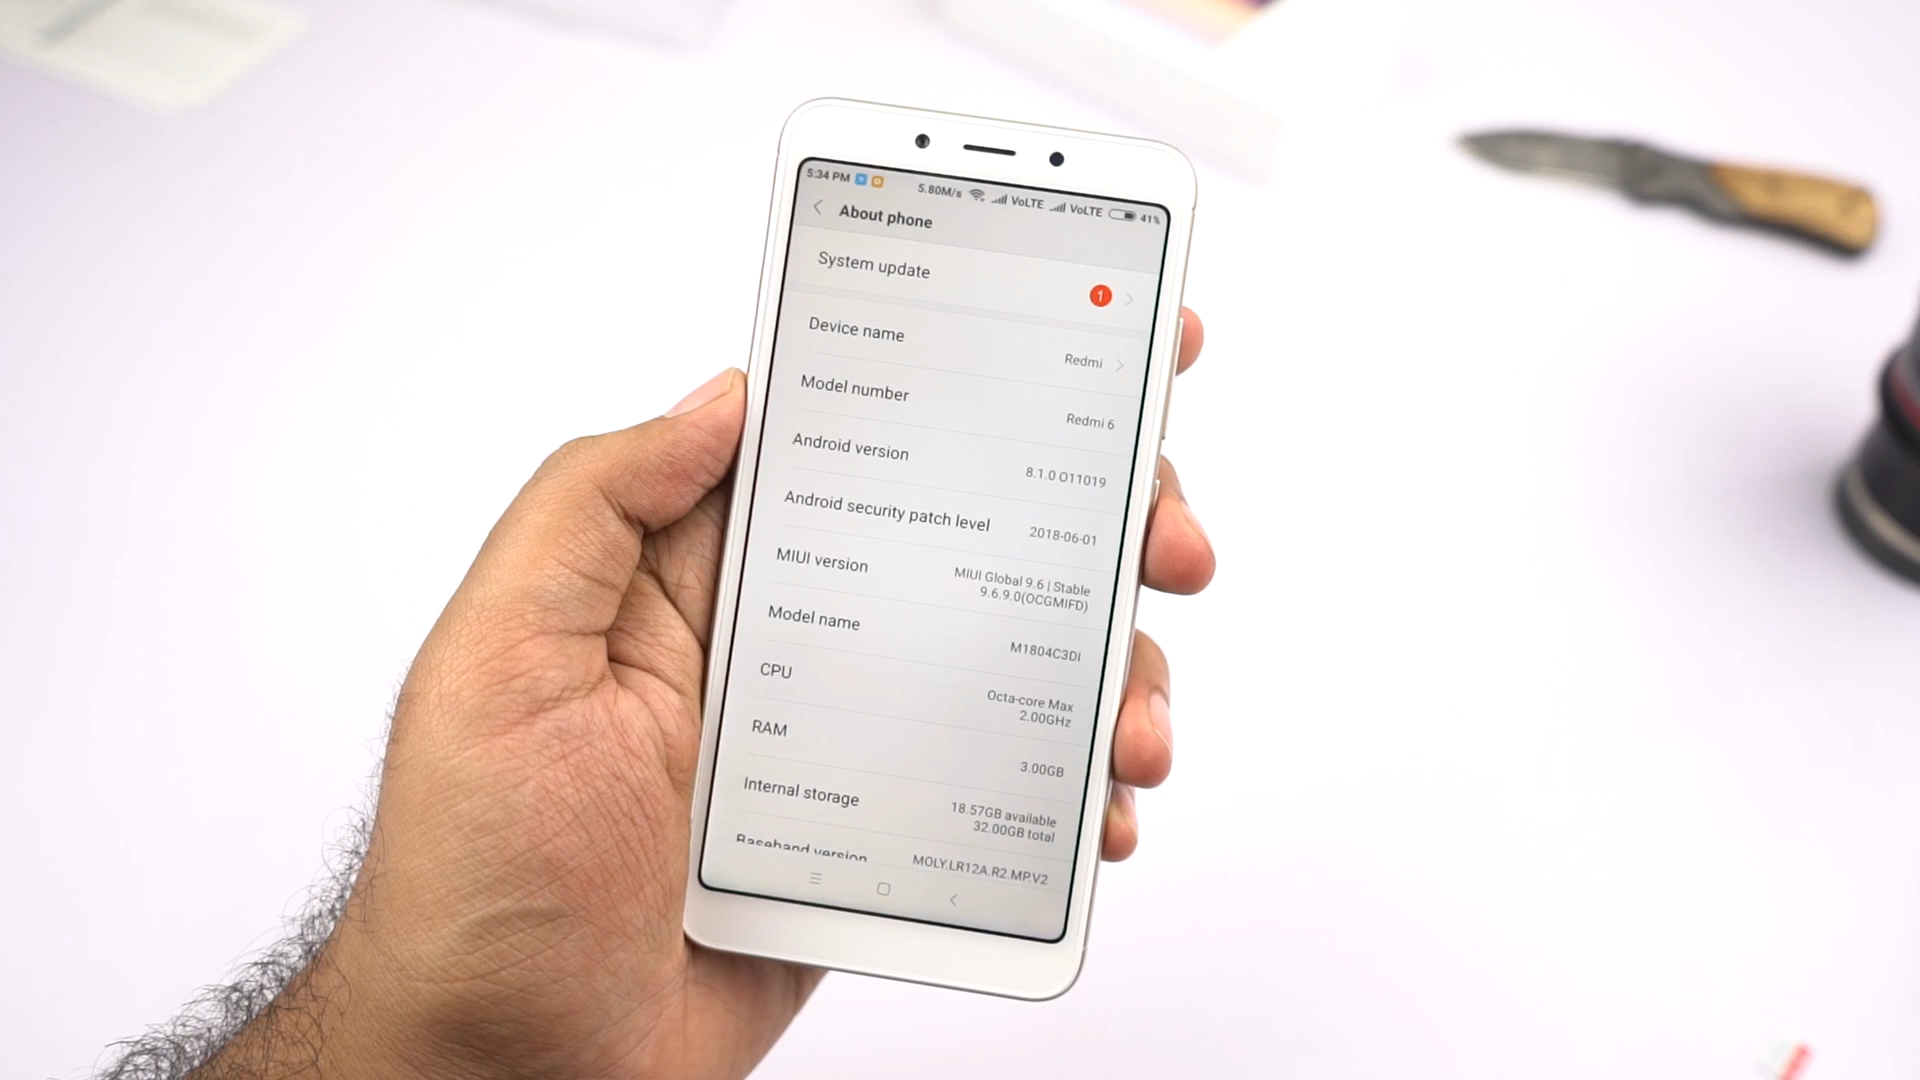 5:34 PM 5.80M/s VoLTE VoLTE 41%
About phone
System update
1
Device name
Redmi
Model number
Redmi 6
Android version
8.1.0 O11019
Android security patch level
2018-06-01
MIUI version
MIUI Global 9.6 | Stable
9.6.9.0(OCGMIFD)
Model name
M1804C3DI
CPU
Octa-core Max
2.00GHz
RAM
3.00GB
Internal storage
18.57GB available
32.00GB total
Baseband version
MOLY.LR12A.R2.MP.V2